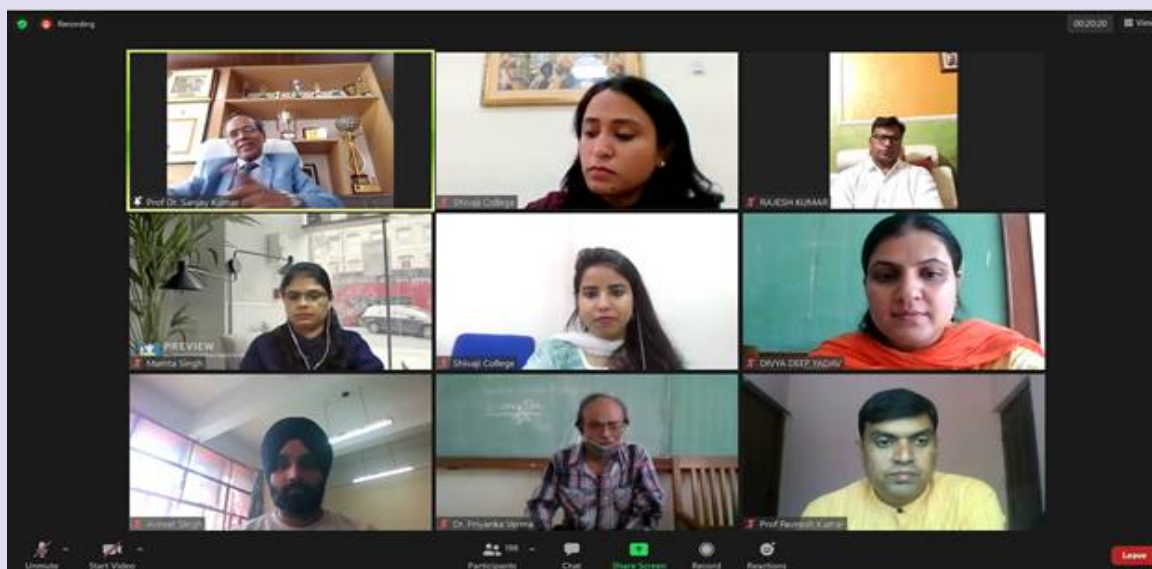 Recording
00:20:20
View
Prof Dr. Sanjay Kumar
Shivaji College
RAJESH KUMAR
PREVIEW
Mamta Singh
Shivaji College
DIVYA DEEP YADAV
Avneet Singh
Dr. Priyanka Verma
Prof
Kumar
Unmute
Start Video
Participants
198
Chat
Share Screen
Record
Reactions
Leave